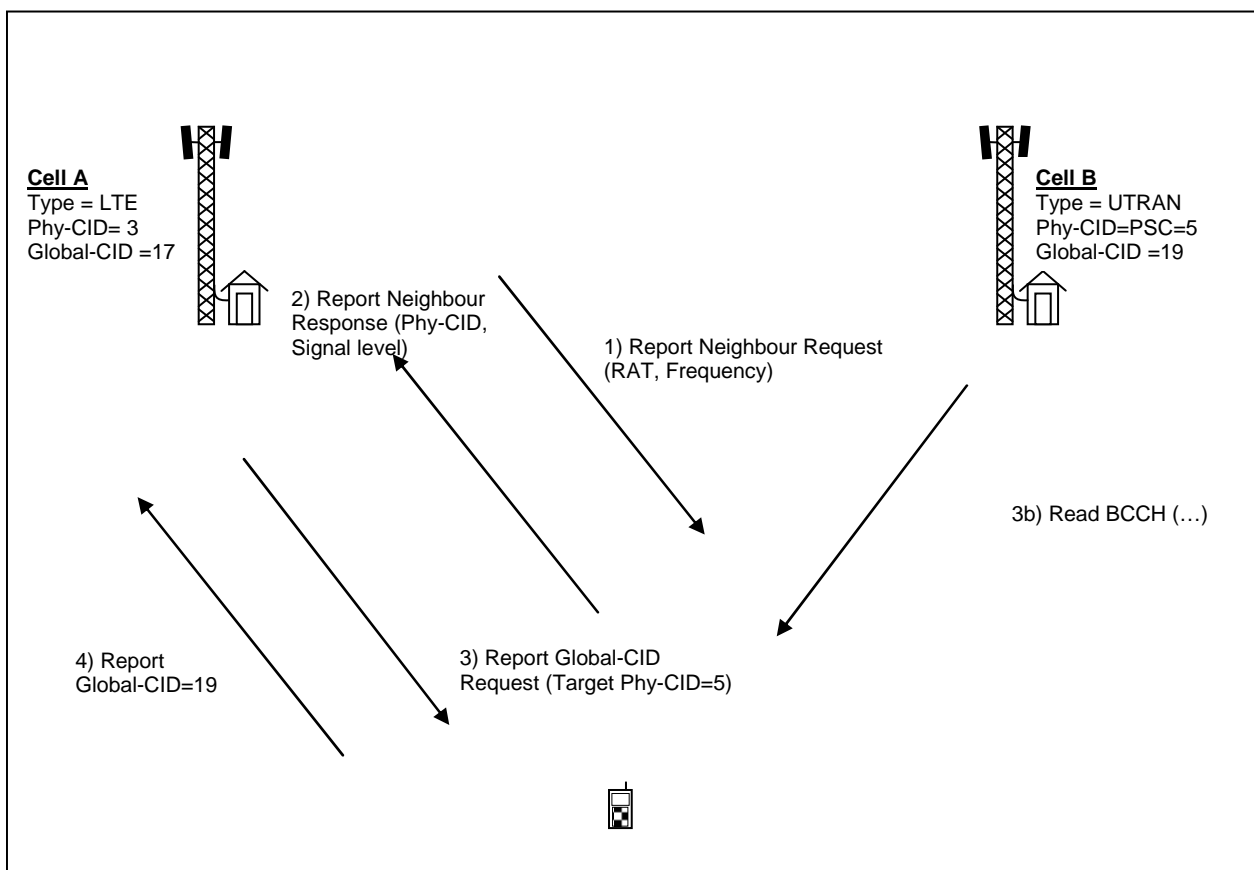 Cell A
Type = LTE
Phy-CID= 3
Global-CID =17
Cell B
Type = UTRAN
Phy-CID=PSC=5
Global-CID =19
2) Report Neighbour
Response (Phy-CID,
Signal level)
1) Report Neighbour Request
(RAT, Frequency)
3b) Read BCCH (…)
4) Report
Global-CID=19
3) Report Global-CID
Request (Target Phy-CID=5)